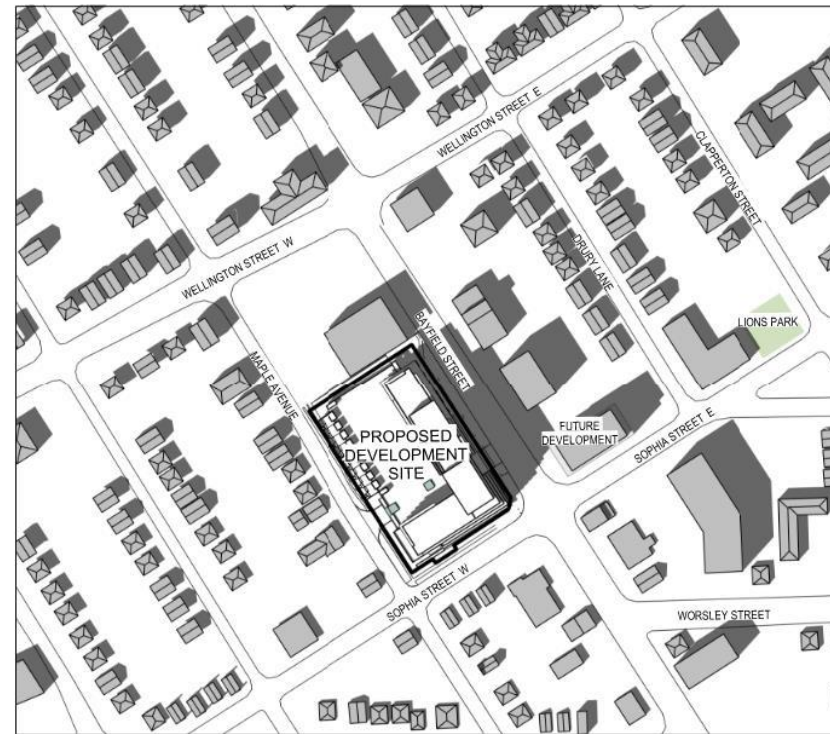 WELLINGTON STREET E
CLAPPERTON STREET
DRURY LANE
WELLINGTON STREET W
LIONS PARK
BAYFIELD STREET
MAPLE AVENUE
PROPOSED
DEVELOPMENT
SITE
FUTURE
DEVELOPMENT
SOPHIA STREET E
SOPHIA STREET W
WORSLEY STREET